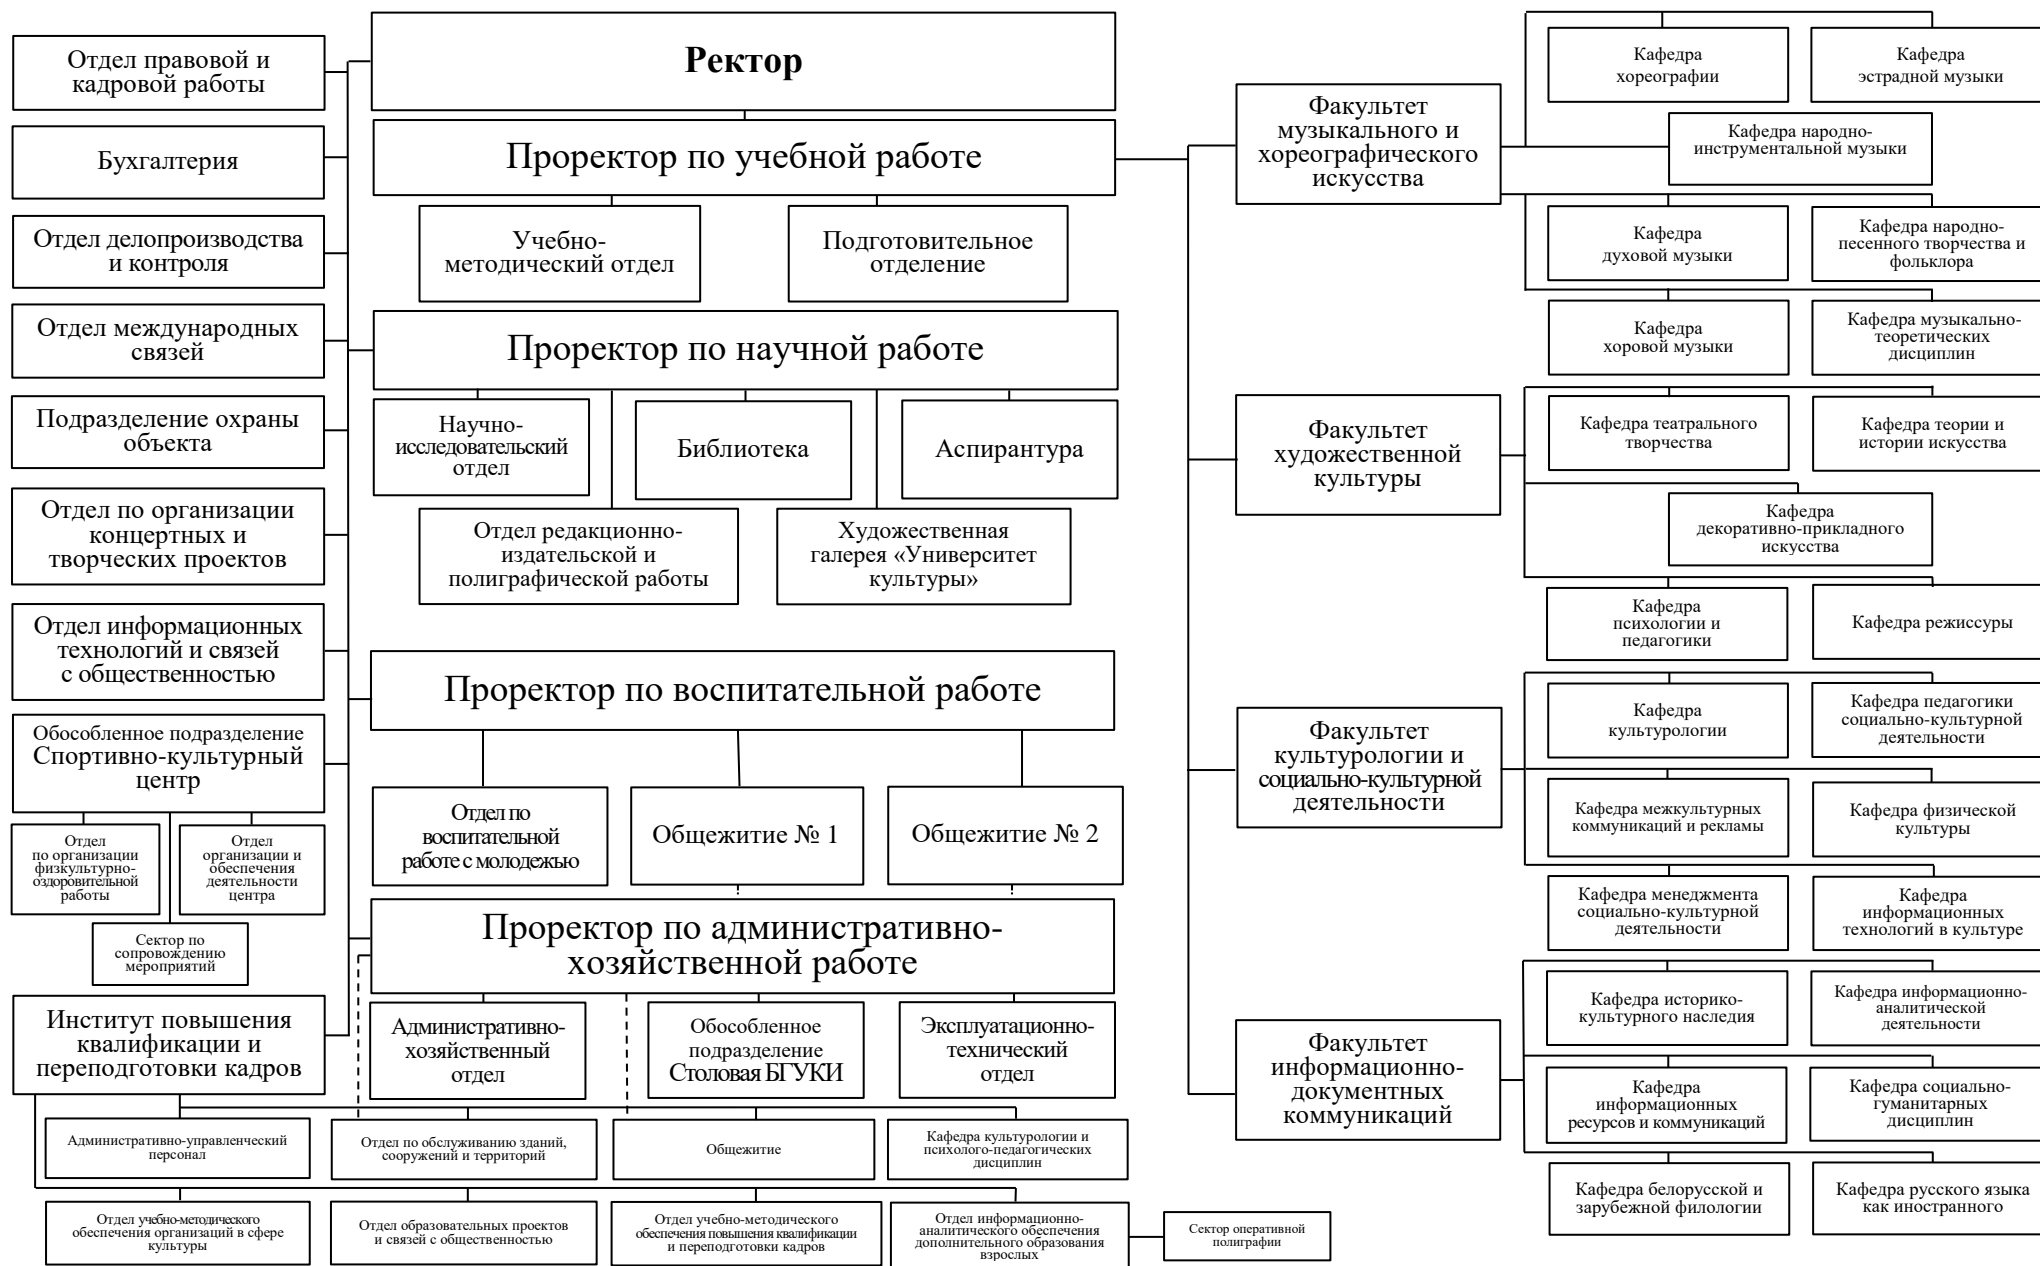 Отдел правовой и
кадровой работы
Бухгалтерия
Отдел делопроизводства
и контроля
Отдел международных
связей
Подразделение охраны
объекта
Отдел по организации
концертных и
творческих проектов
Отдел информационных
технологий и связей
с общественностью
Обособленное подразделение
Спортивно-культурный
центр
Отдел
по организации
физкультурно-
оздоровительной
работы
Отдел
организации и
обеспечения
деятельности
центра
Сектор по
сопровождению
мероприятий
Институт повышения
квалификации и
переподготовки кадров
Ректор
Проректор по учебной работе
Учебно-
методический отдел
Подготовительное
отделение
Проректор по научной работе
Научно-
исследовательский
отдел
Библиотека
Аспирантура
Отдел редакционно-
издательской и
полиграфической работы
Художественная
галерея «Университет
культуры»
Проректор по воспитательной работе
Отдел по
воспитательной
работе с молодежью
Общежитие № 1
Общежитие № 2
Проректор по административно-
хозяйственной работе
Административно-
хозяйственный
отдел
Обособленное
подразделение
Столовая БГУКИ
Эксплуатационно-
технический
отдел
Административно-управленческий
персонал
Отдел по обслуживанию зданий,
сооружений и территорий
Общежитие
Кафедра культурологии и
психолого-педагогических
дисциплин
Отдел учебно-методического
обеспечения организаций в сфере
культуры
Отдел образовательных проектов
и связей с общественностью
Отдел учебно-методического
обеспечения повышения квалификации
и переподготовки кадров
Отдел информационно-
аналитического обеспечения
дополнительного образования
взрослых
Сектор оперативной
полиграфии
Факультет
музыкального и
хореографического
искусства
Кафедра
хореографии
Кафедра
эстрадной музыки
Кафедра народно-
инструментальной музыки
Кафедра
духовой музыки
Кафедра народно-
песенного творчества и
фольклора
Кафедра
хоровой музыки
Кафедра музыкально-
теоретических
дисциплин
Факультет
художественной
культуры
Кафедра театрального
творчества
Кафедра теории и
истории искусства
Кафедра
декоративно-прикладного
искусства
Кафедра
психологии и
педагогики
Кафедра режиссуры
Факультет
культурологии и
социально-культурной
деятельности
Кафедра
культурологии
Кафедра педагогики
социально-культурной
деятельности
Кафедра межкультурных
коммуникаций и рекламы
Кафедра физической
культуры
Кафедра менеджмента
социально-культурной
деятельности
Кафедра
информационных
технологий в культуре
Факультет
информационно-
документных
коммуникаций
Кафедра историко-
культурного наследия
Кафедра информационно-
аналитической
деятельности
Кафедра
информационных
ресурсов и коммуникаций
Кафедра социально-
гуманитарных
дисциплин
Кафедра белорусской и
зарубежной филологии
Кафедра русского языка
как иностранного